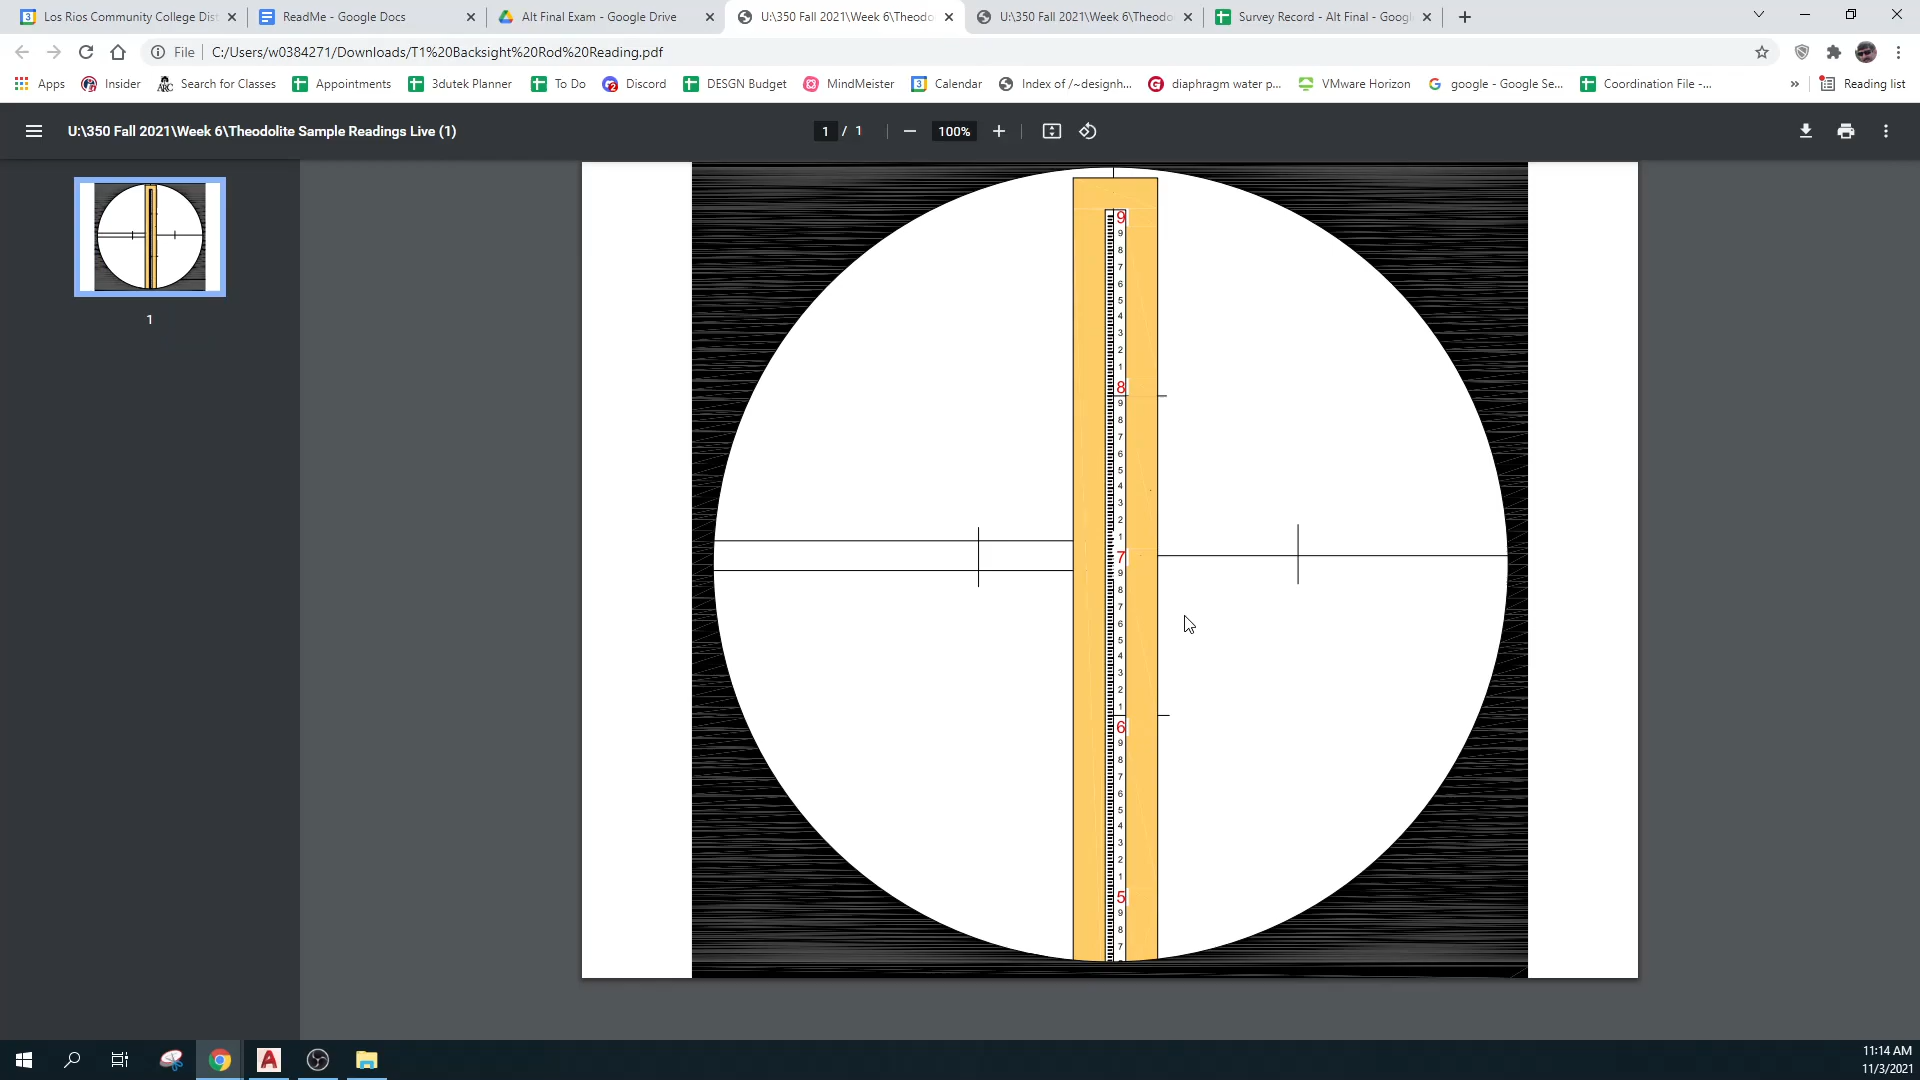 Los Rios Community College Dist
ReadMe - Google Docs
Alt Final Exam - Google Drive
U:\350 Fall 2021\Week 6\Theodo
U:\350 Fall 2021\Week 6\Theodo
Survey Record - Alt Final - Googl
File
C:/Users/w0384271/Downloads/T1%20Backsight%20Rod%20Reading.pdf
Apps
Insider
Search for Classes
Appointments
3dutek Planner
To Do
Discord
DESGN Budget
MindMeister
Calendar
Index of /~designh...
diaphragm water p...
VMware Horizon
google - Google Se...
Coordination File -...
»
Reading list
U:\350 Fall 2021\Week 6\Theodolite Sample Readings Live (1)
1 / 1
100%
1
9
9
8
7
6
5
4
3
2
1
8
9
8
7
6
5
4
3
2
1
7
9
8
7
6
5
4
3
2
1
6
9
8
7
6
5
4
3
2
1
5
9
8
7
11:14 AM
11/3/2021